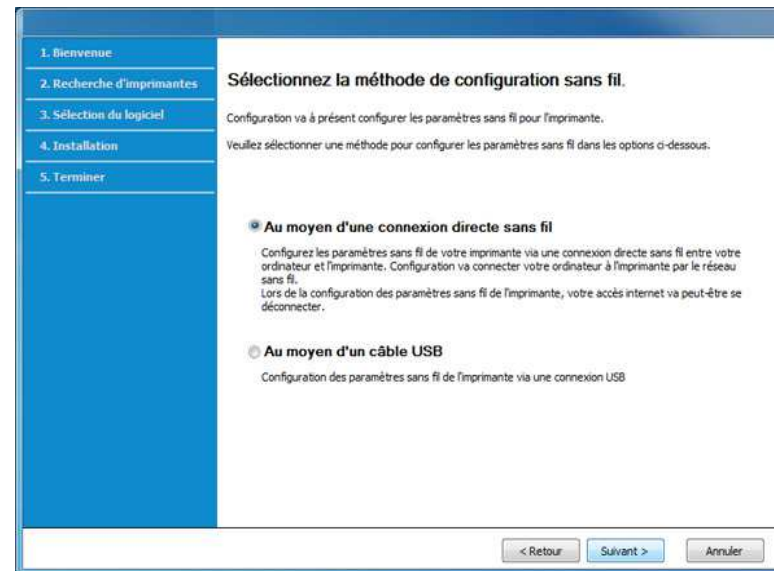 1. Bienvenue
2. Recherche d'imprimantes
3. Sélection du logiciel
4. Installation
5. Terminer
Sélectionnez la méthode de configuration sans fil.
Configuration va à présent configurer les paramètres sans fil pour l'imprimante.
Veuillez sélectionner une méthode pour configurer les paramètres sans fil dans les options ci-dessous.
Au moyen d'une connexion directe sans fil
Configurez les paramètres sans fil de votre imprimante via une connexion directe sans fil entre votre
ordinateur et l'imprimante. Configuration va connecter votre ordinateur à l'imprimante par le réseau
sans fil.
Lors de la configuration des paramètres sans fil de l'imprimante, votre accès internet va peut-être se
déconnecter.
Au moyen d'un câble USB
Configuration des paramètres sans fil de l'imprimante via une connexion USB
< Retour
Suivant >
Annuler